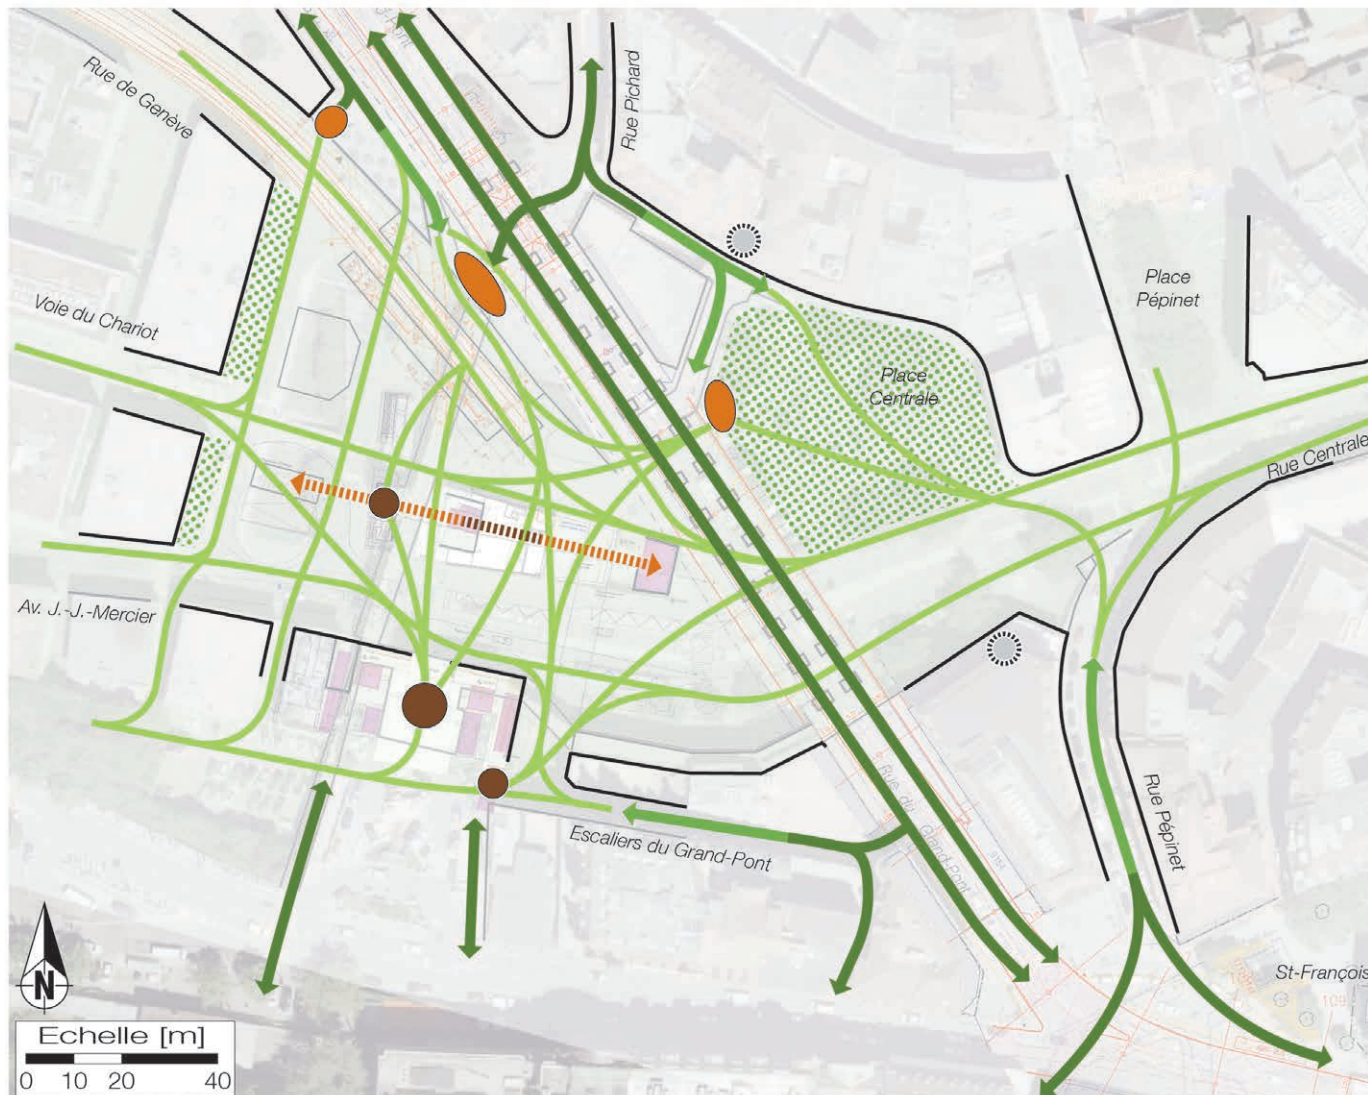 Rue de Genève
Rue Pichard
Place
Pépinet
Voie du Chariot
Place
Centrale
Rue Centrale
Av. J.-J.-Mercier
Rue du Grand-Pont
Escaliers du Grand-Pont
Rue Pépinet
St-François
N
Echelle [m]
0 10 20 40